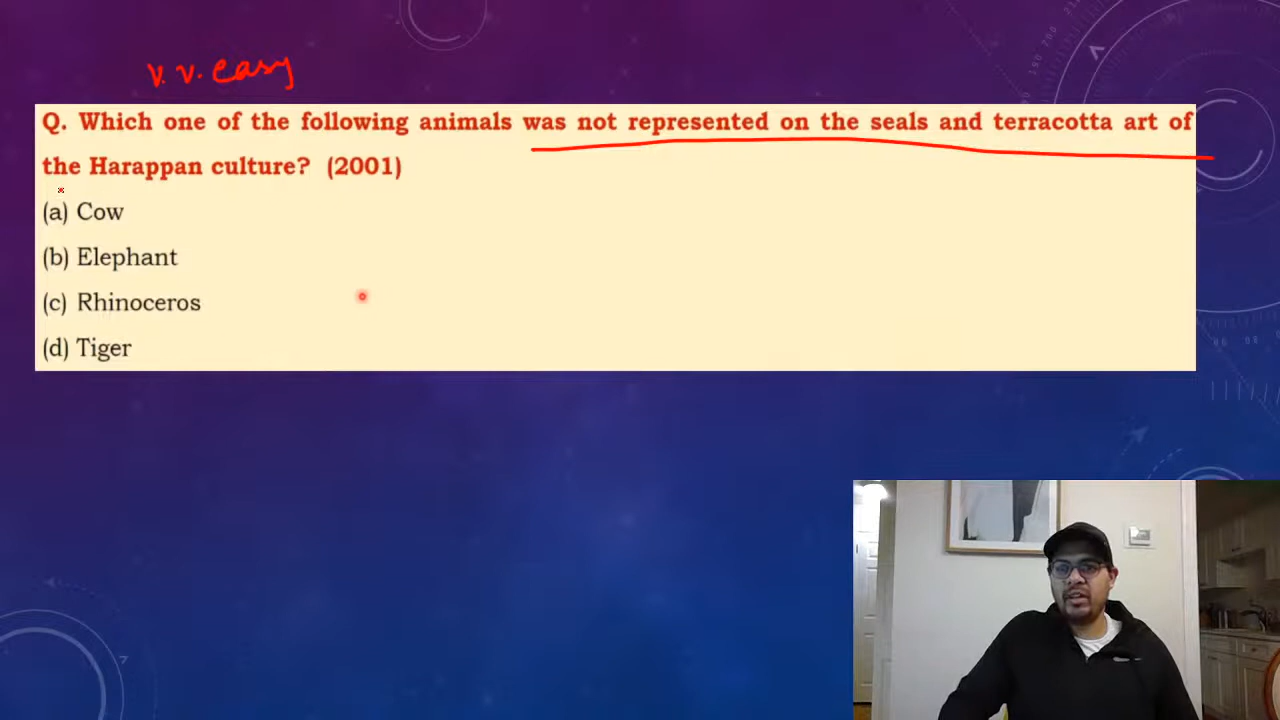 v. v. easy
Q. Which one of the following animals was not represented on the seals and terracotta art of
the Harappan culture? (2001)
(a) Cow
(b) Elephant
(c) Rhinoceros
(d) Tiger